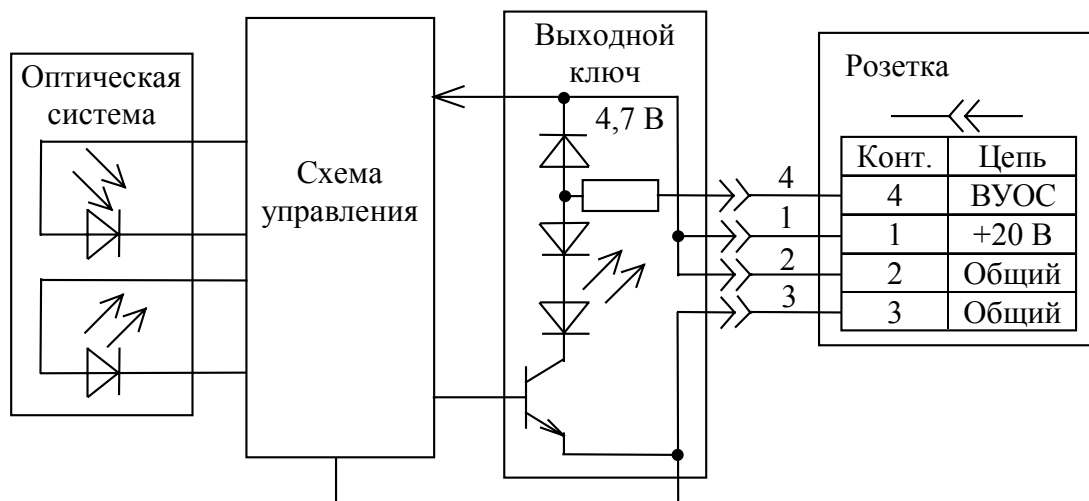 Оптическая
система
Схема
управления
Выходной
ключ
4,7 В
4
1
2
3
Розетка
Конт. Цепь
4 ВУОС
1 +20 В
2 Общий
3 Общий